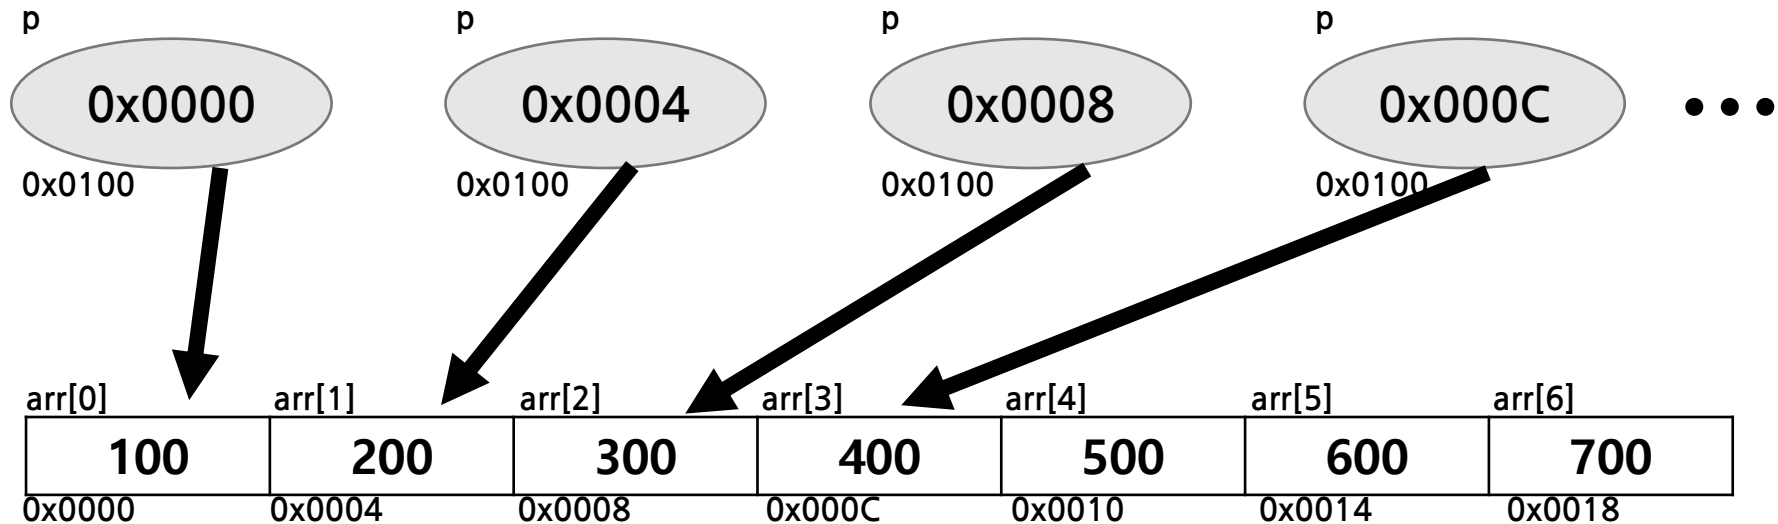 p p p p
0x0000 0x0004 0x0008 0x000C •••
0x0100 0x0100 0x0100 0x0100
arr[0] arr[1] arr[2] arr[3] arr[4] arr[5] arr[6]
100 200 300 400 500 600 700
0x0000 0x0004 0x0008 0x000C 0x0010 0x0014 0x0018